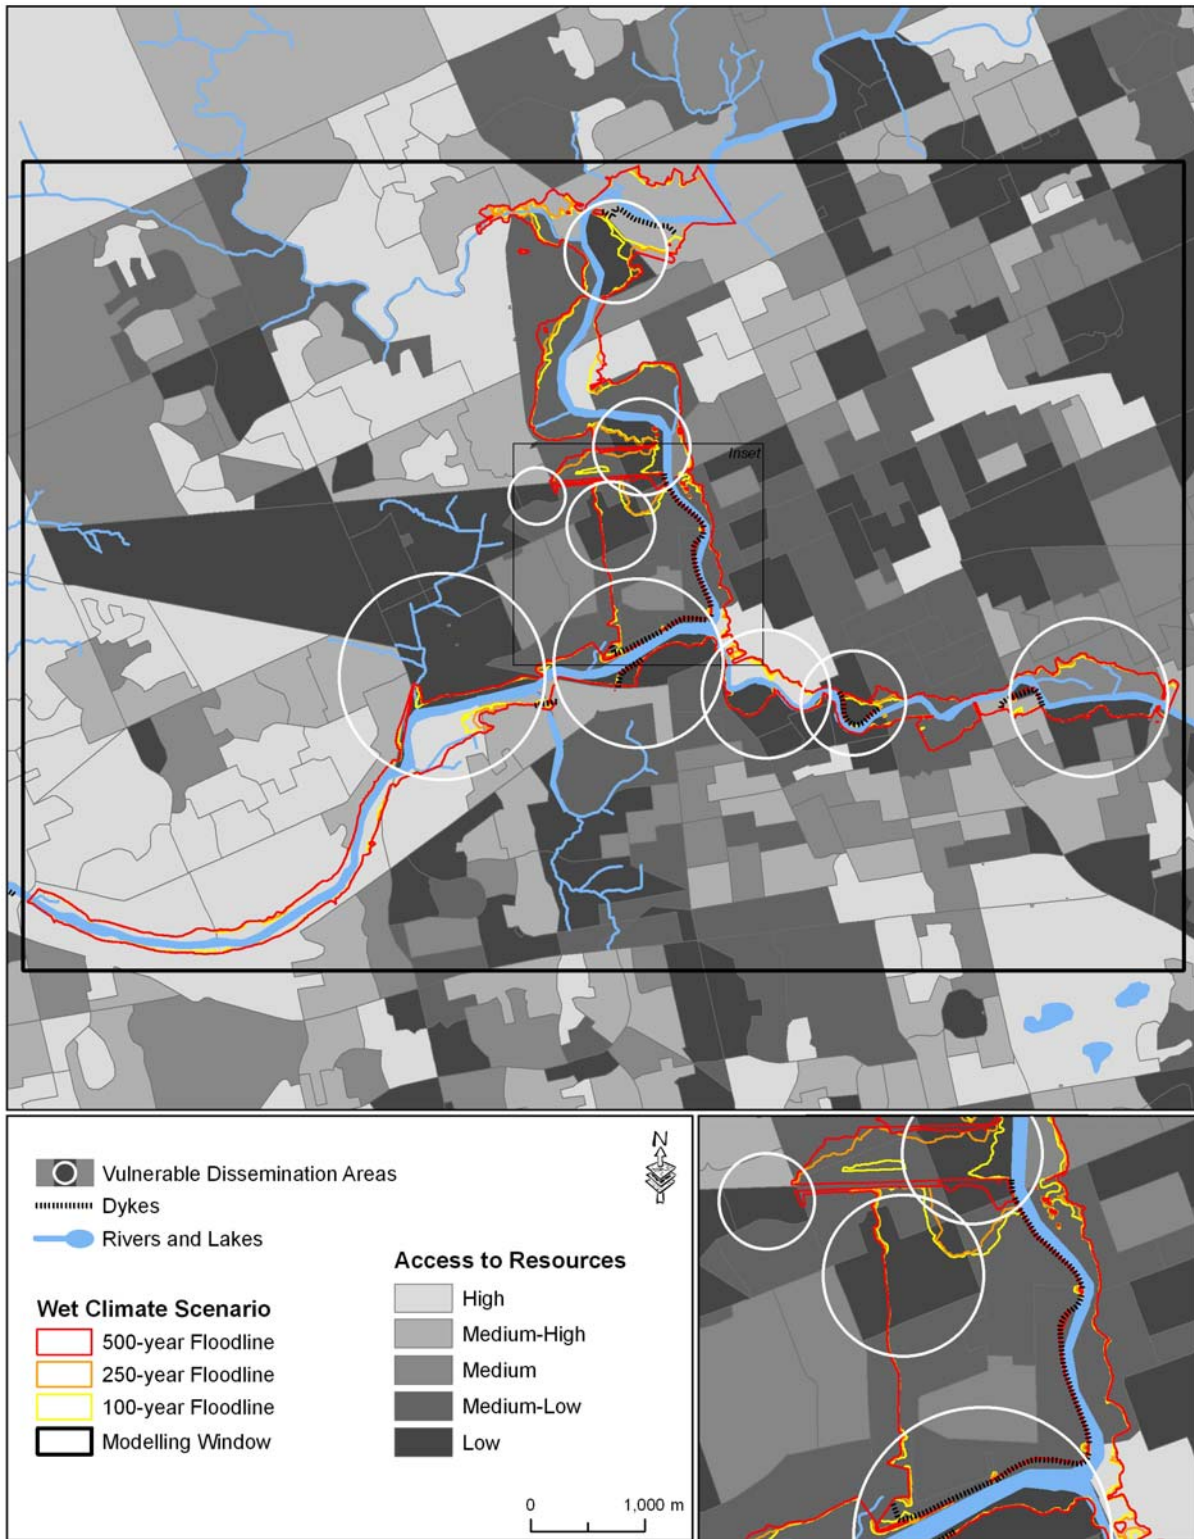 Inset
N
Vulnerable Dissemination Areas
Dykes
Rivers and Lakes
Wet Climate Scenario
500-year Floodline
250-year Floodline
100-year Floodline
Modelling Window
Access to Resources
High
Medium-High
Medium
Medium-Low
Low
0 1,000 m